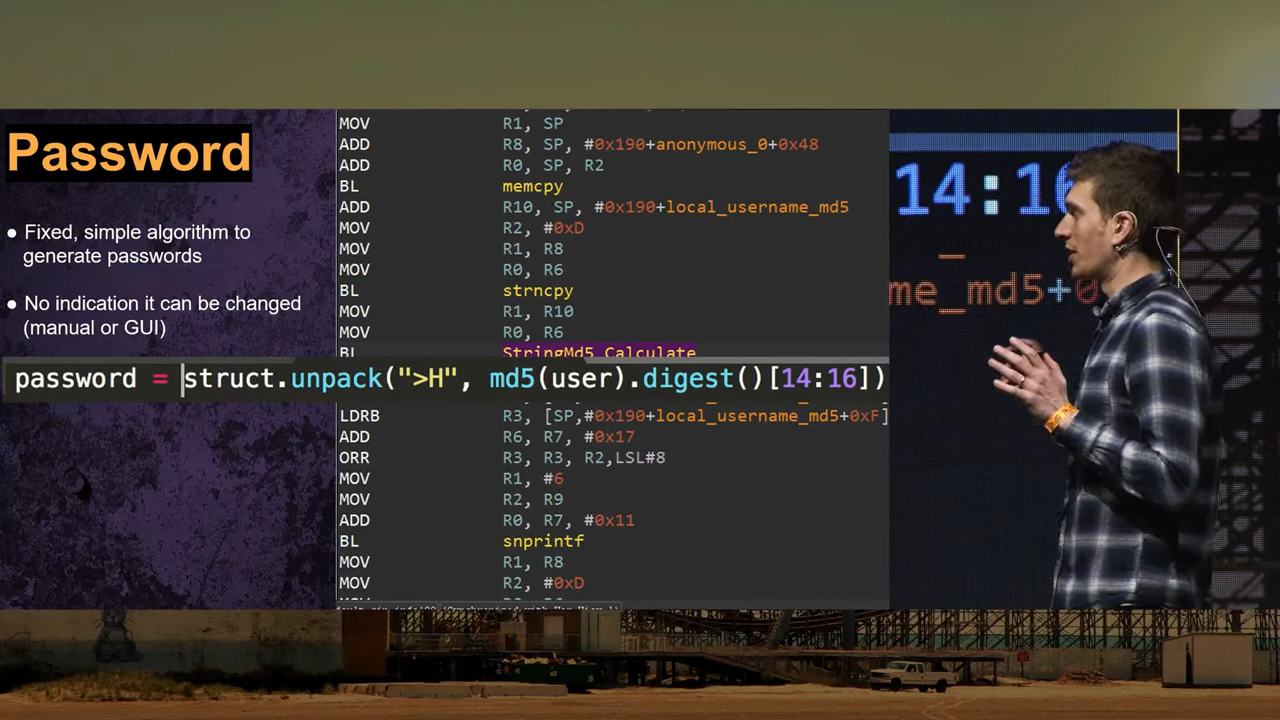 Password
● Fixed, simple algorithm to
generate passwords
● No indication it can be changed
(manual or GUI)
MOV R1, SP
ADD R8, SP, #0x190+anonymous_0+0x48
ADD R0, SP, R2
BL memcpy
ADD R10, SP, #0x190+local_username_md5
MOV R2, #0xD
MOV R1, R8
MOV R0, R6
BL strncpy
MOV R1, R10
MOV R0, R6
BL StringMd5_Calculate
password = struct.unpack(">H", md5(user).digest()[14:16])
LDRB R3, [SP,#0x190+local_username_md5+0xF]
ADD R6, R7, #0x17
ORR R3, R3, R2,LSL#8
MOV R1, #6
MOV R2, R9
ADD R0, R7, #0x11
BL snprintf
MOV R1, R8
MOV R2, #0xD
14:16
me_md5+0